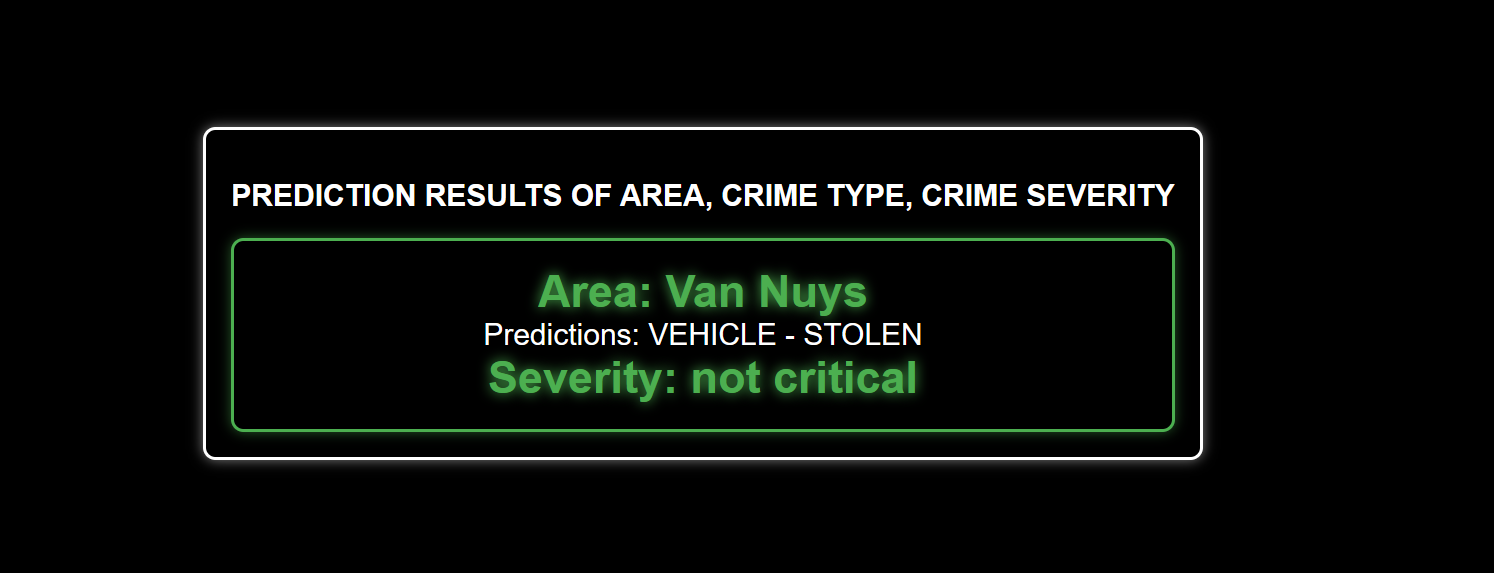 PREDICTION RESULTS OF AREA, CRIME TYPE, CRIME SEVERITY
Area: Van Nuys
Predictions: VEHICLE - STOLEN
Severity: not critical